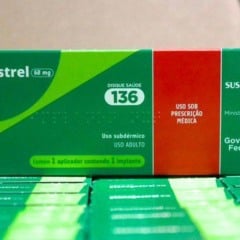 strel 68 mg
DISQUE SAÚDE
136
Uso subdérmico
USO ADULTO
Contém 1 aplicador contendo 1 implante
USO SOB
PRESCRIÇÃO
MÉDICA
SUS
Minist
Gov
Fe